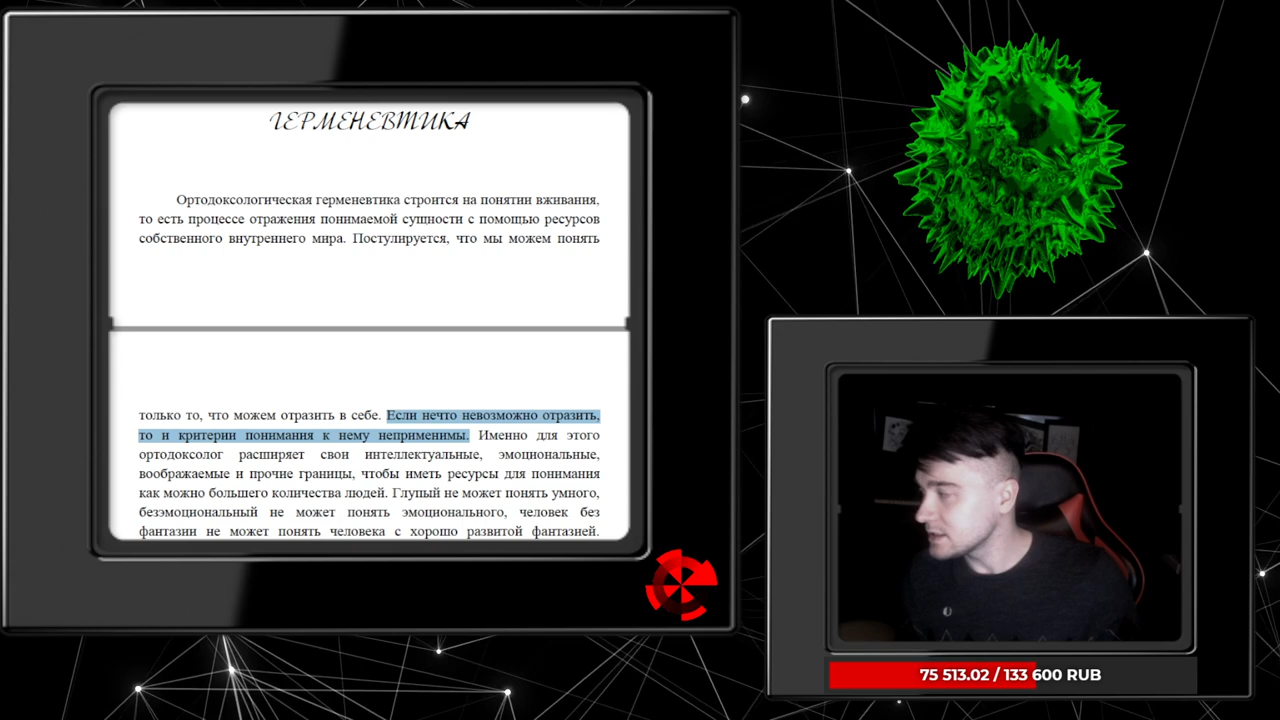 ГЕРМЕНЕВТИКА
Ортодоксологическая герменевтика строится на понятии вживания,
то есть процессе отражения понимаемой сущности с помощью ресурсов
собственного внутреннего мира. Постулируется, что мы можем понять
только то, что можем отразить в себе. Если нечто невозможно отразить,
то и критерии понимания к нему неприменимы. Именно для этого
ортодоксолог расширяет свои интеллектуальные, эмоциональные,
воображаемые и прочие границы, чтобы иметь ресурсы для понимания
как можно большего количества людей. Глупый не может понять умного,
безэмоциональный не может понять эмоционального, человек без
фантазии не может понять человека с хорошо развитой фантазией.
75 513.02 / 133 600 RUB